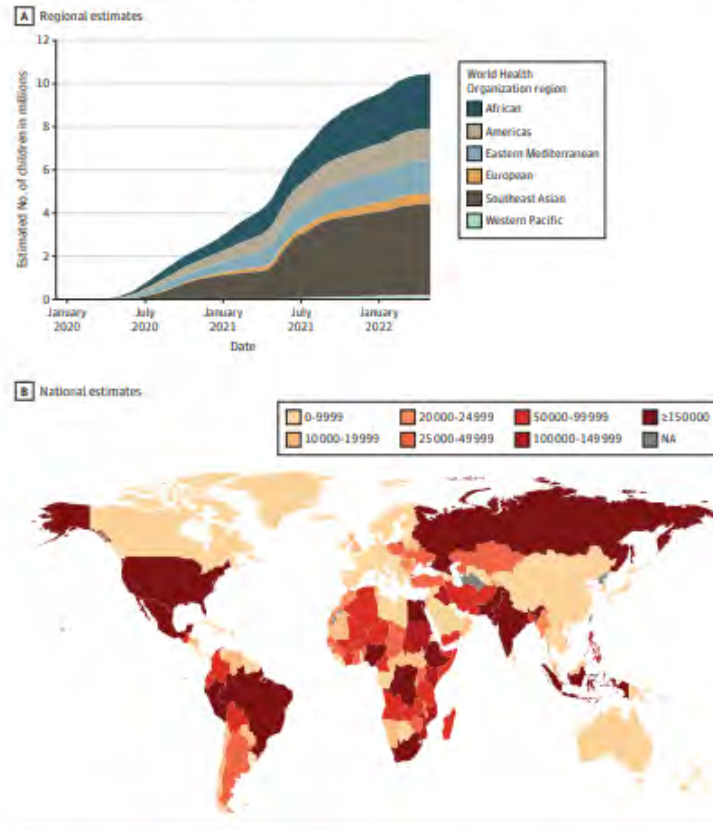 A Regional estimates
12
10
8
6
4
2
0
Estimated No. of children in millions
January 2020
July 2020
January 2021
July 2021
January 2022
Date
World Health
Organization region
African
Americas
Eastern Mediterranean
European
Southeast Asian
Western Pacific
B National estimates
0-9999
20000-24999
50000-99999
≥150000
10000-19999
25000-49999
100000-149999
NA